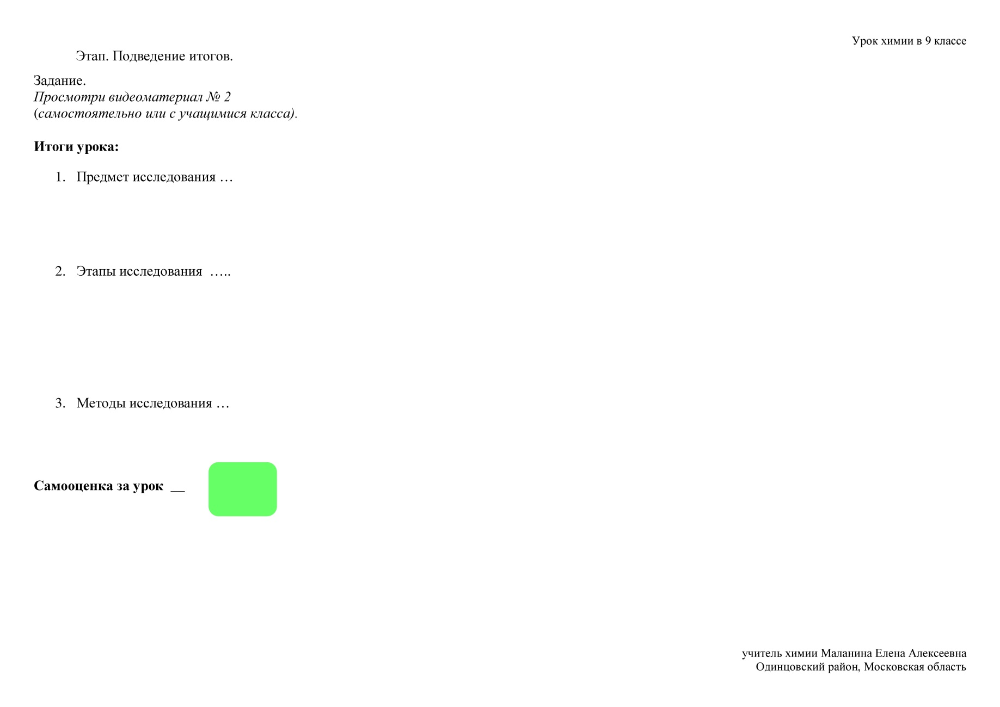 Урок химии в 9 классе
Этап. Подведение итогов.
Задание.
Просмотри видеоматериал № 2
(самостоятельно или с учащимися класса).
Итоги урока:
1. Предмет исследования …
2. Этапы исследования …..
3. Методы исследования …
Самооценка за урок __
учитель химии Маланина Елена Алексеевна
Одинцовский район, Московская область